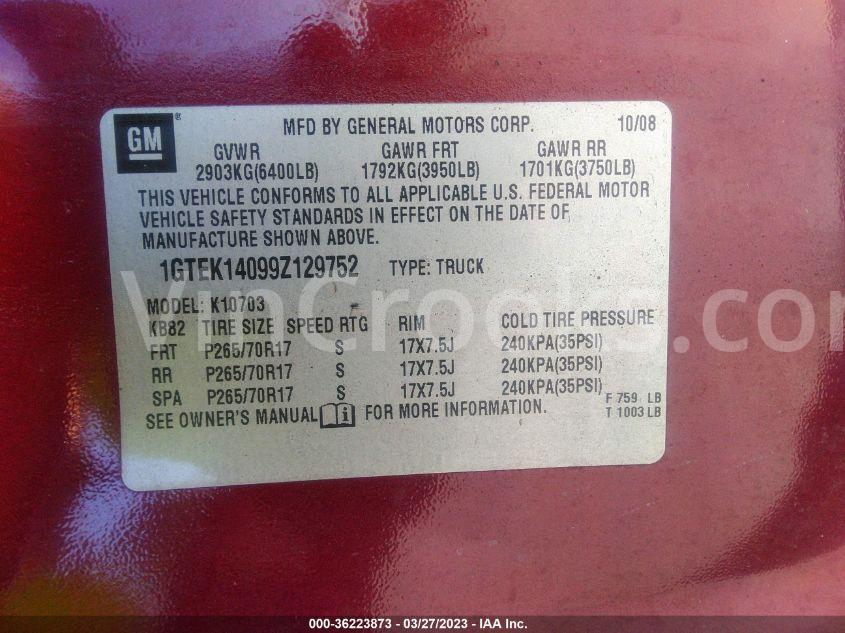 GM ®
MFD BY GENERAL MOTORS CORP. 10/08
GVWR GAWR FRT GAWR RR
2903KG(6400LB) 1792KG(3950LB) 1701KG(3750LB)
THIS VEHICLE CONFORMS TO ALL APPLICABLE U.S. FEDERAL MOTOR
VEHICLE SAFETY STANDARDS IN EFFECT ON THE DATE OF
MANUFACTURE SHOWN ABOVE.
1GTEK14099Z129752 TYPE: TRUCK
VinCrooks.com
MODEL: K10703
KB82 TIRE SIZE SPEED RTG RIM COLD TIRE PRESSURE
FRT P265/70R17 S 17X7.5J 240KPA(35PSI)
RR P265/70R17 S 17X7.5J 240KPA(35PSI)
SPA P265/70R17 S 17X7.5J 240KPA(35PSI)
F 759 LB
SEE OWNER'S MANUAL i FOR MORE INFORMATION. T 1003 LB
000-36223873 - 03/27/2023 - IAA Inc.